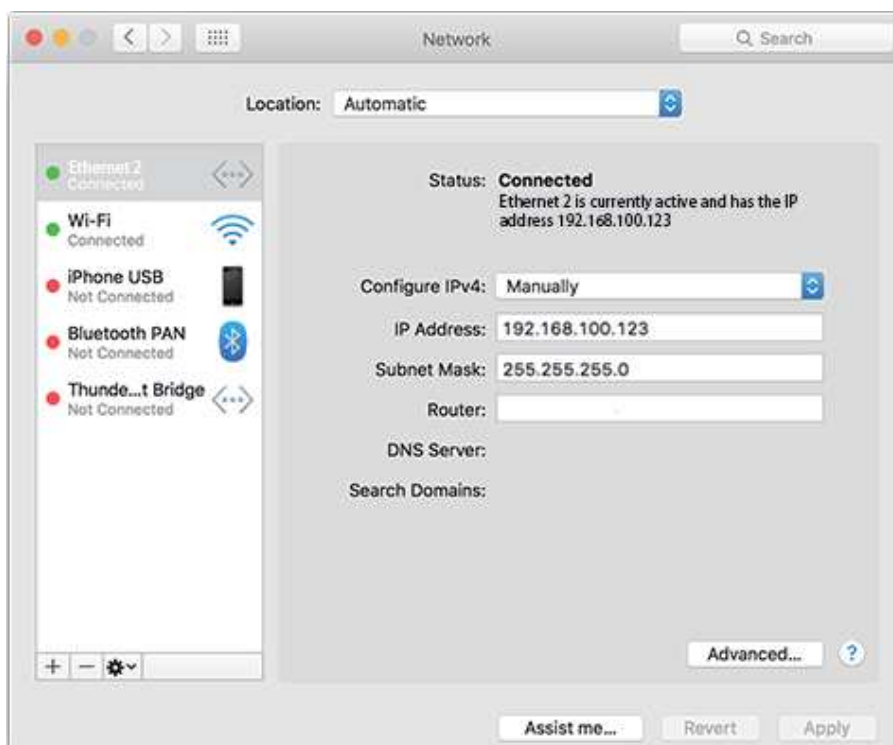 Network
Search
Location: Automatic
Ethernet 2
Connected
Wi-Fi
Connected
iPhone USB
Not Connected
Bluetooth PAN
Not Connected
Thunde...t Bridge
Not Connected
Status: Connected
Ethernet 2 is currently active and has the IP
address 192.168.100.123
Configure IPv4: Manually
IP Address: 192.168.100.123
Subnet Mask: 255.255.255.0
Router:
DNS Server:
Search Domains:
+ −
Advanced... ?
Assist me... Revert Apply